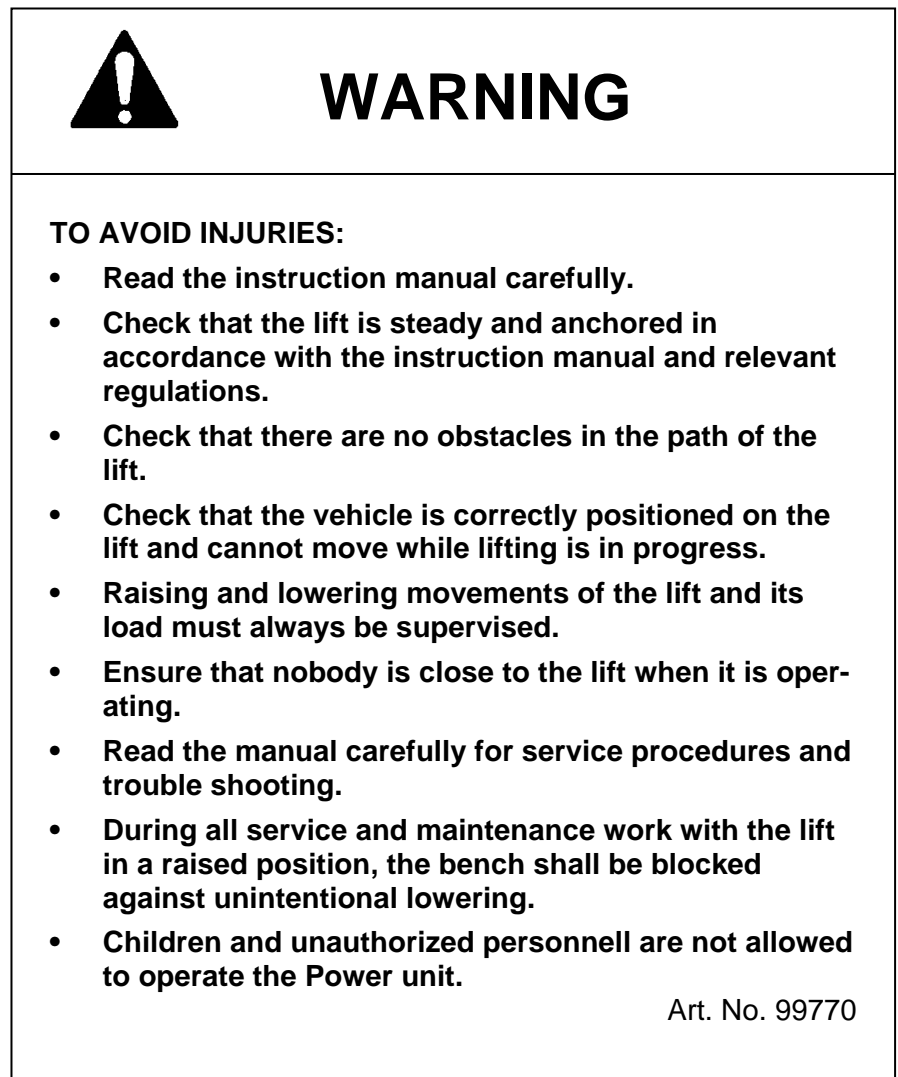 WARNING
TO AVOID INJURIES:
• Read the instruction manual carefully.
• Check that the lift is steady and anchored in
accordance with the instruction manual and relevant
regulations.
• Check that there are no obstacles in the path of the
lift.
• Check that the vehicle is correctly positioned on the
lift and cannot move while lifting is in progress.
• Raising and lowering movements of the lift and its
load must always be supervised.
• Ensure that nobody is close to the lift when it is oper-
ating.
• Read the manual carefully for service procedures and
trouble shooting.
• During all service and maintenance work with the lift
in a raised position, the bench shall be blocked
against unintentional lowering.
• Children and unauthorized personnell are not allowed
to operate the Power unit.
Art. No. 99770